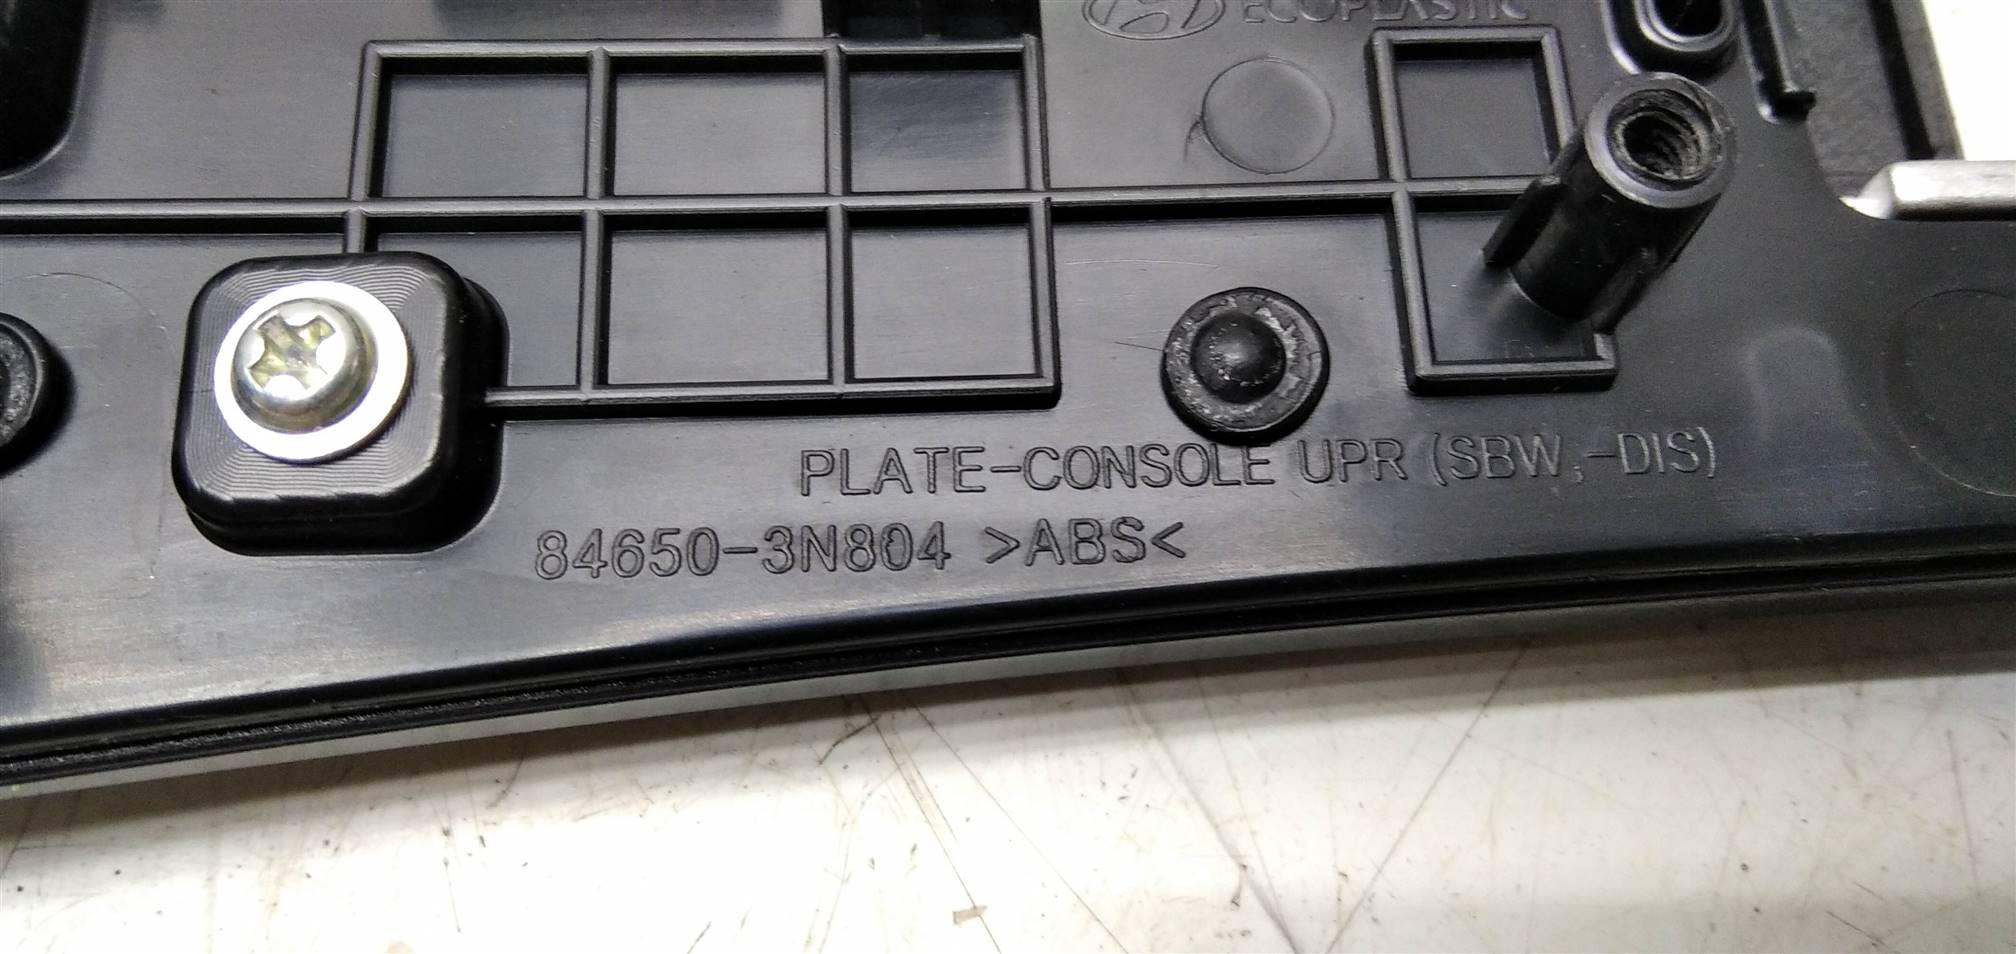 ECOPLASTIC
PLATE-CONSOLE UPR (SBW,-DIS)
84650-3N804 >ABS<